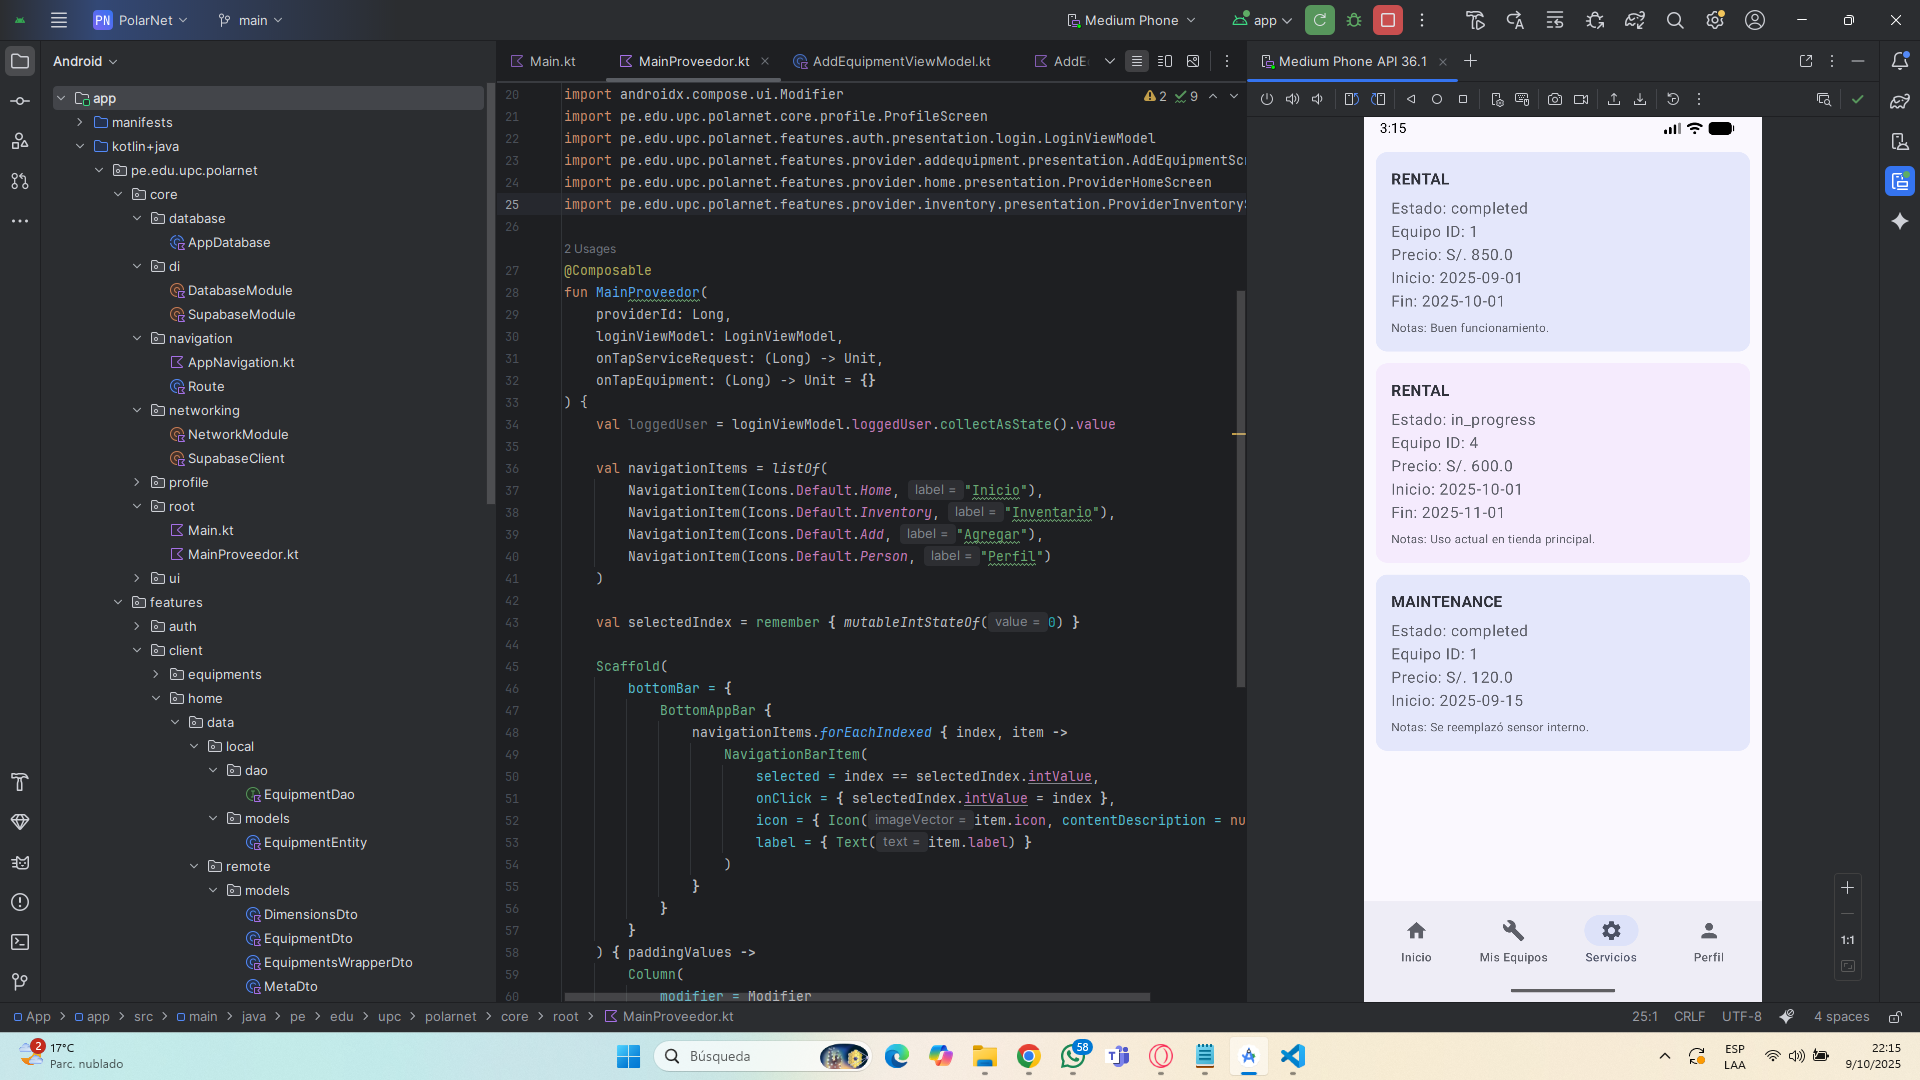 PN PolarNet
main
Medium Phone
app
Android
app
manifests
kotlin+java
pe.edu.upc.polarnet
core
database
AppDatabase
di
DatabaseModule
SupabaseModule
navigation
AppNavigation.kt
Route
networking
NetworkModule
SupabaseClient
profile
root
Main.kt
MainProveedor.kt
ui
features
auth
client
equipments
home
data
local
dao
EquipmentDao
models
EquipmentEntity
remote
models
DimensionsDto
EquipmentDto
EquipmentsWrapperDto
MetaDto
Main.kt
MainProveedor.kt
AddEquipmentViewModel.kt
AddE
2 9
20 import androidx.compose.ui.Modifier
21 import pe.edu.upc.polarnet.core.profile.ProfileScreen
22 import pe.edu.upc.polarnet.features.auth.presentation.login.LoginViewModel
23 import pe.edu.upc.polarnet.features.provider.addequipment.presentation.AddEquipmentScr
24 import pe.edu.upc.polarnet.features.provider.home.presentation.ProviderHomeScreen
25 import pe.edu.upc.polarnet.features.provider.inventory.presentation.ProviderInventoryS
26
2 Usages
27 @Composable
28 fun MainProveedor(
29 providerId: Long,
30 loginViewModel: LoginViewModel,
31 onTapServiceRequest: (Long) -> Unit,
32 onTapEquipment: (Long) -> Unit = {}
33 ) {
34 val loggedUser = loginViewModel.loggedUser.collectAsState().value
35
36 val navigationItems = listOf(
37 NavigationItem(Icons.Default.Home, label = "Inicio"),
38 NavigationItem(Icons.Default.Inventory, label = "Inventario"),
39 NavigationItem(Icons.Default.Add, label = "Agregar"),
40 NavigationItem(Icons.Default.Person, label = "Perfil")
41 )
42
43 val selectedIndex = remember { mutableIntStateOf( value = 0) }
44
45 Scaffold(
46 bottomBar = {
47 BottomAppBar {
48 navigationItems.forEachIndexed { index, item ->
49 NavigationBarItem(
50 selected = index == selectedIndex.intValue,
51 onClick = { selectedIndex.intValue = index },
52 icon = { Icon( imageVector = item.icon, contentDescription = nu
53 label = { Text( text = item.label) }
54 )
55 }
56 }
57 }
58 ) { paddingValues ->
59 Column(
60 modifier = Modifier
Medium Phone API 36.1
3:15
RENTAL
Estado: completed
Equipo ID: 1
Precio: S/. 850.0
Inicio: 2025-09-01
Fin: 2025-10-01
Notas: Buen funcionamiento.
RENTAL
Estado: in_progress
Equipo ID: 4
Precio: S/. 600.0
Inicio: 2025-10-01
Fin: 2025-11-01
Notas: Uso actual en tienda principal.
MAINTENANCE
Estado: completed
Equipo ID: 1
Precio: S/. 120.0
Inicio: 2025-09-15
Notas: Se reemplazó sensor interno.
Inicio
Mis Equipos
Servicios
Perfil
1:1
App > app > src > main > java > pe > edu > upc > polarnet > core > root > MainProveedor.kt
25:1 CRLF UTF-8 4 spaces
2
17°C
Parc. nublado
Búsqueda
58
ESP
LAA
22:15
9/10/2025